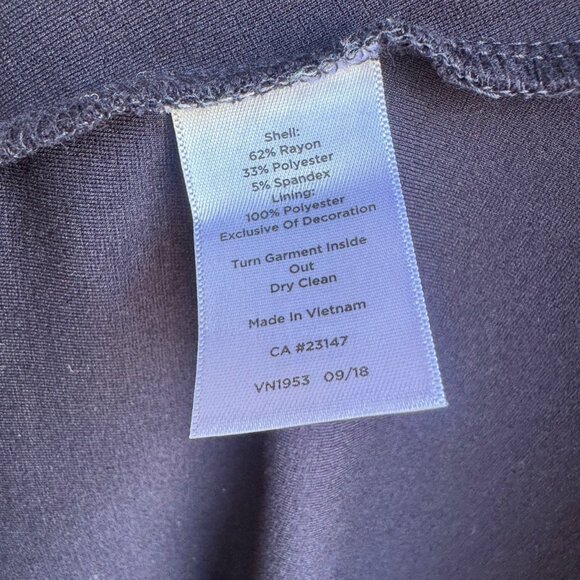 Shell:
62% Rayon
33% Polyester
5% Spandex
Lining:
100% Polyester
Exclusive Of Decoration
Turn Garment Inside
Out
Dry Clean
Made In Vietnam
CA #23147
VN1953 09/18